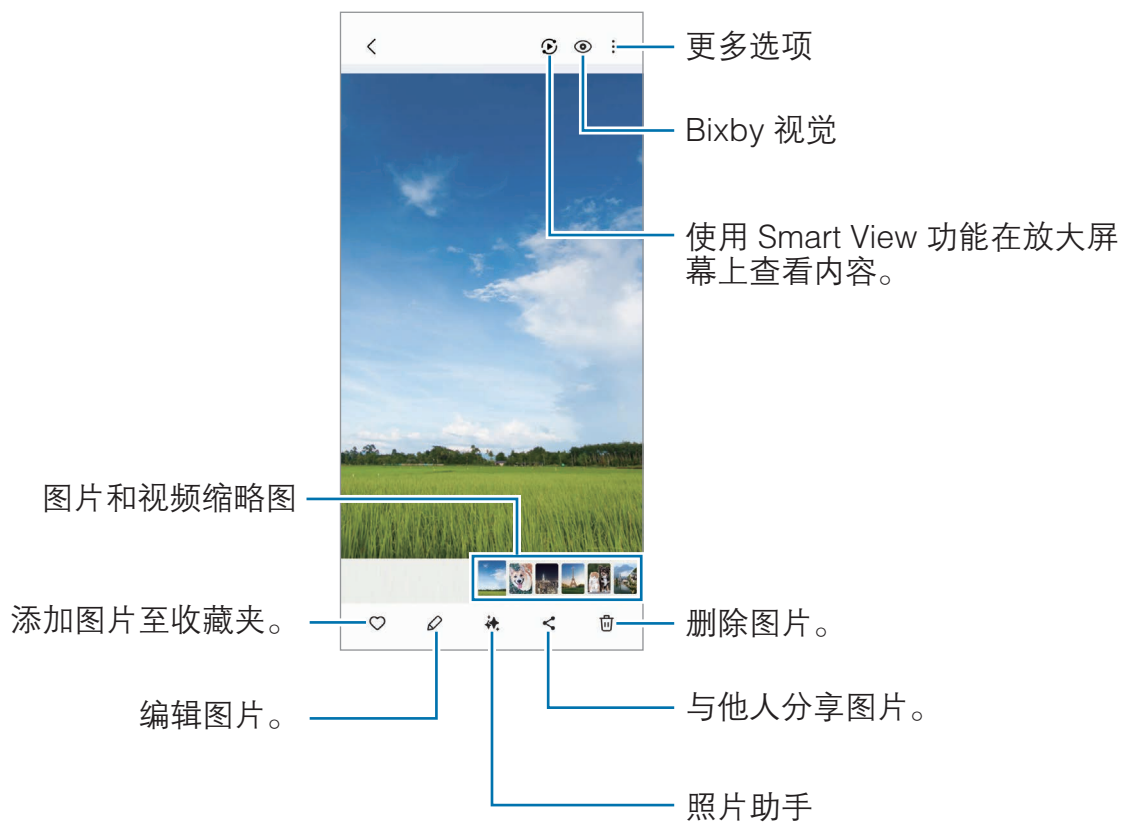 更多选项
Bixby 视觉
使用 Smart View 功能在放大屏
幕上查看内容。
图片和视频缩略图
添加图片至收藏夹。
删除图片。
编辑图片。
与他人分享图片。
照片助手